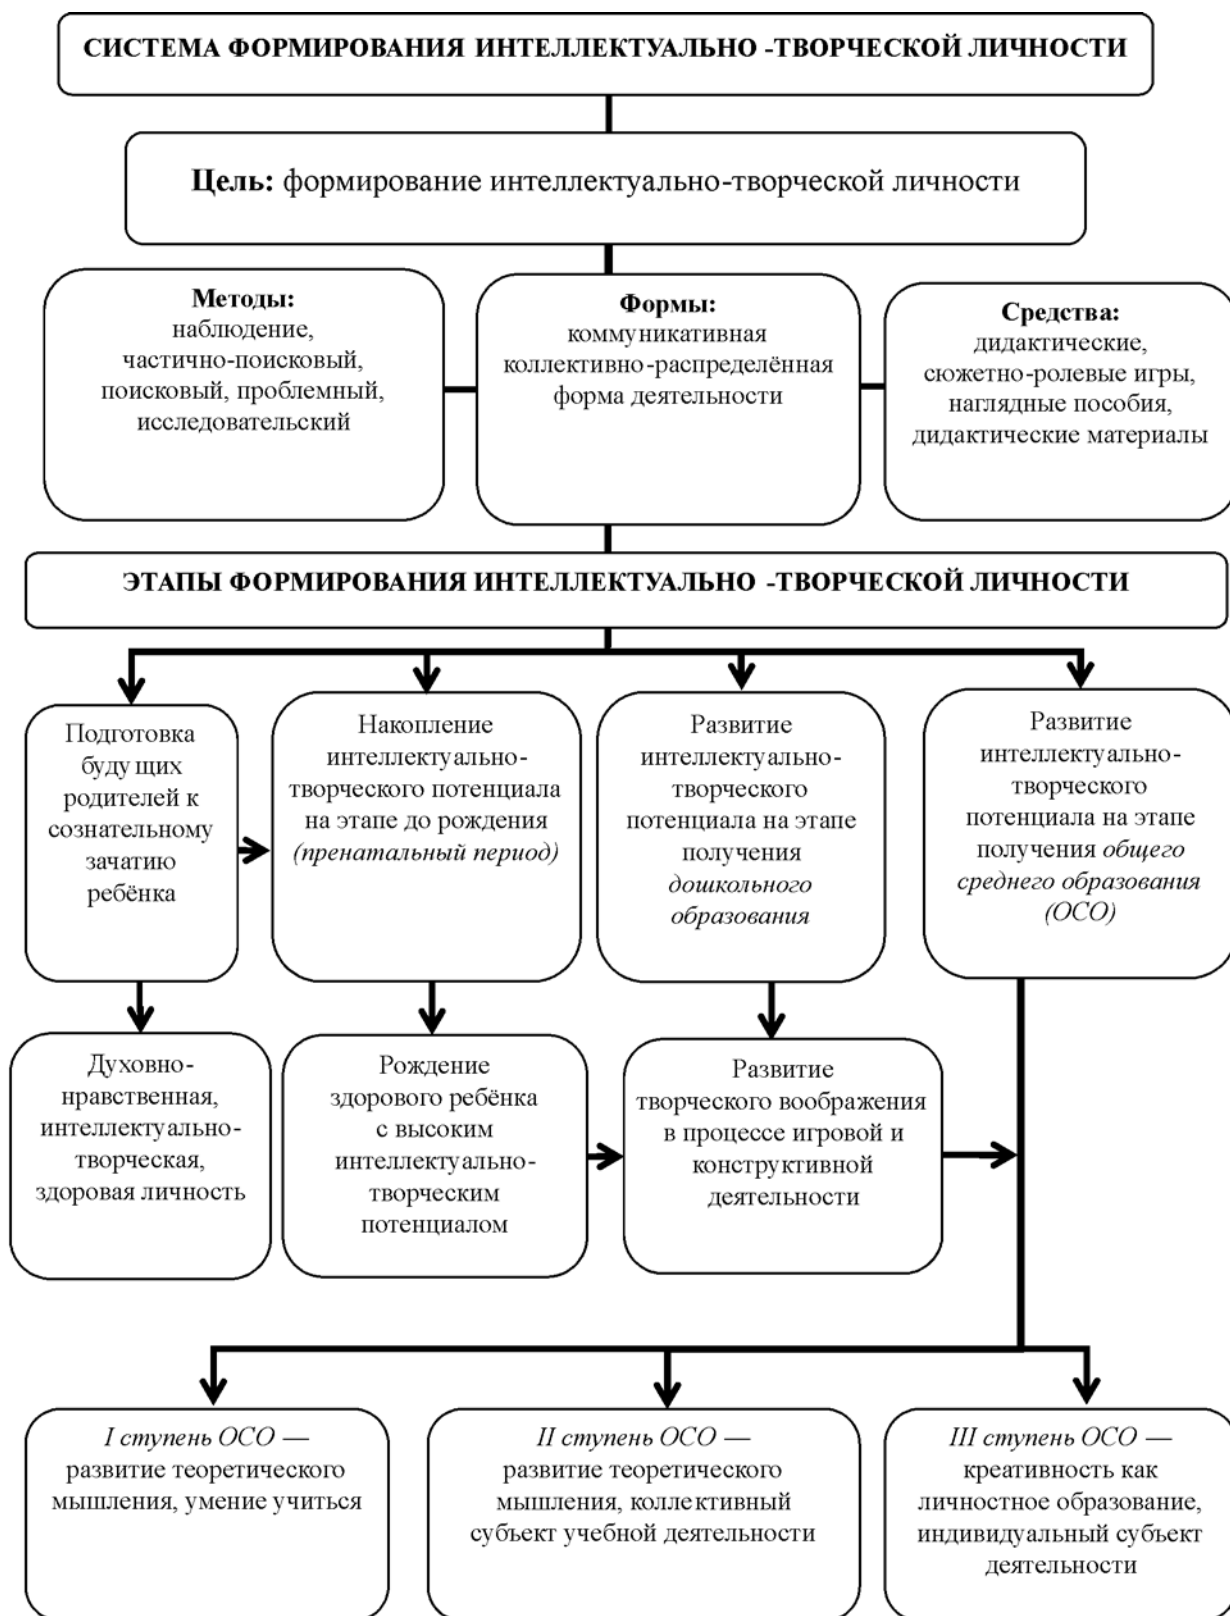 СИСТЕМА ФОРМИРОВАНИЯ ИНТЕЛЛЕКТУАЛЬНО -ТВОРЧЕСКОЙ ЛИЧНОСТИ
Цель: формирование интеллектуально-творческой личности
Методы:
наблюдение,
частично-поисковый,
поисковый, проблемный,
исследовательский
Формы:
коммуникативная
коллективно-распределённая
форма деятельности
Средства:
дидактические,
сюжетно-ролевые игры,
наглядные пособия,
дидактические материалы
ЭТАПЫ ФОРМИРОВАНИЯ ИНТЕЛЛЕКТУАЛЬНО -ТВОРЧЕСКОЙ ЛИЧНОСТИ
Подготовка
будущих
родителей к
сознательному
зачатию
ребёнка
Накопление
интеллектуально-
творческого потенциала
на этапе до рождения
(пренатальный период)
Развитие
интеллектуально-
творческого
потенциала на этапе
получения
дошкольного
образования
Развитие
интеллектуально-
творческого
потенциала на этапе
получения общего
среднего образования
(ОСО)
Духовно-
нравственная,
интеллектуально-
творческая,
здоровая личность
Рождение
здорового ребёнка
с высоким
интеллектуально-
творческим
потенциалом
Развитие
творческого воображения
в процессе игровой и
конструктивной
деятельности
I ступень ОСО —
развитие теоретического
мышления, умение учиться
II ступень ОСО —
развитие теоретического
мышления, коллективный
субъект учебной деятельности
III ступень ОСО —
креативность как
личностное образование,
индивидуальный субъект
деятельности